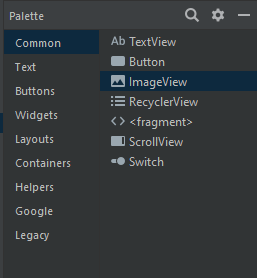 Palette
Common
Text
Buttons
Widgets
Layouts
Containers
Helpers
Google
Legacy
Ab TextView
Button
ImageView
RecyclerView
<fragment>
ScrollView
Switch